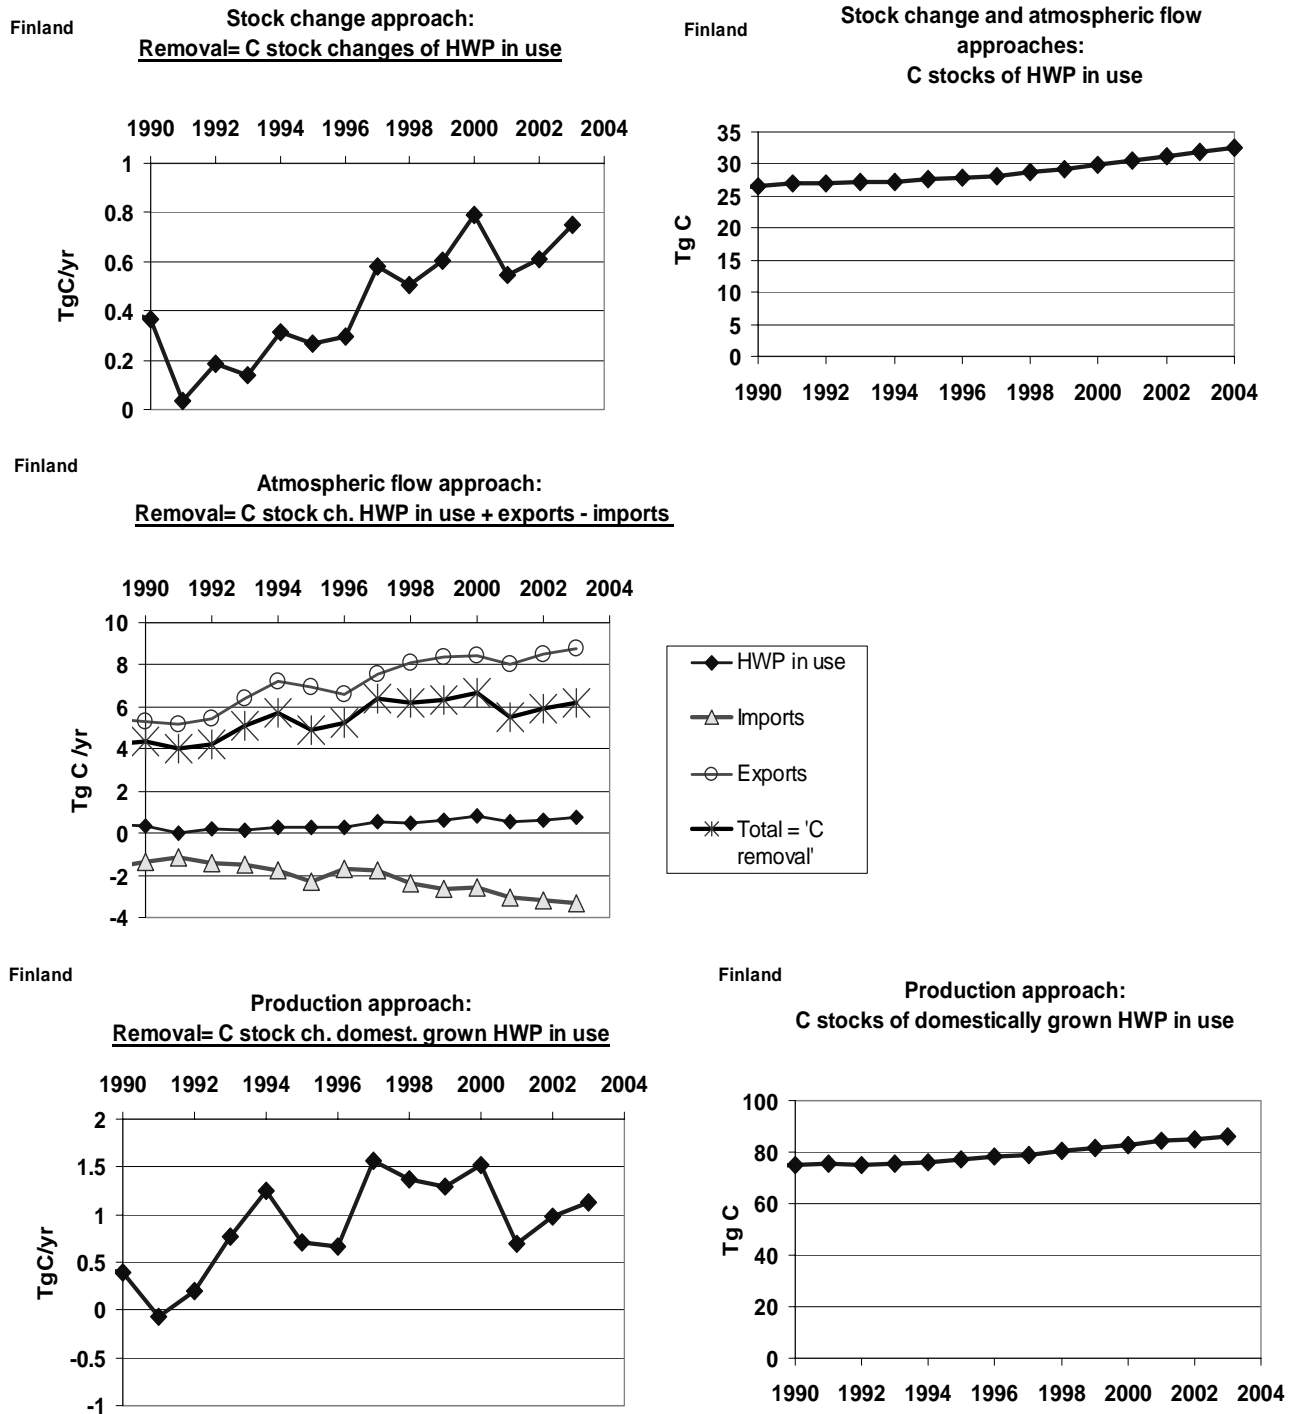 Finland
Stock change approach:
Removal= C stock changes of HWP in use
1990 1992 1994 1996 1998 2000 2002 2004
1
0.8
0.6
0.4
0.2
0
TgC/yr
Finland
Stock change and atmospheric flow
approaches:
C stocks of HWP in use
35
30
25
20
15
10
5
0
Tg C
1990 1992 1994 1996 1998 2000 2002 2004
Finland
Atmospheric flow approach:
Removal= C stock ch. HWP in use + exports - imports
1990 1992 1994 1996 1998 2000 2002 2004
10
8
6
4
2
0
-2
-4
Tg C /yr
HWP in use
Imports
Exports
Total = 'C
removal'
Finland
Production approach:
Removal= C stock ch. domest. grown HWP in use
1990 1992 1994 1996 1998 2000 2002 2004
2
1.5
1
0.5
0
-0.5
-1
TgC/yr
Finland
Production approach:
C stocks of domestically grown HWP in use
100
80
60
40
20
0
Tg C
1990 1992 1994 1996 1998 2000 2002 2004